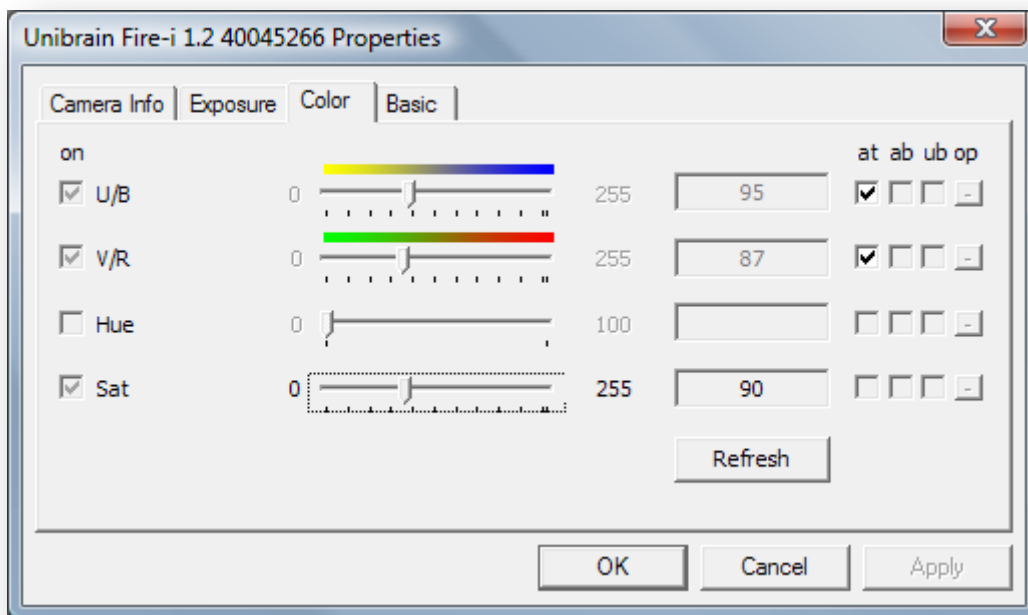 Unibrain Fire-i 1.2 40045266 Properties
Camera Info Exposure Color Basic
on at ab ub op
U/B 0 255 95 -
V/R 0 255 87 -
Hue 0 100 -
Sat 0 255 90 -
Refresh
OK Cancel Apply